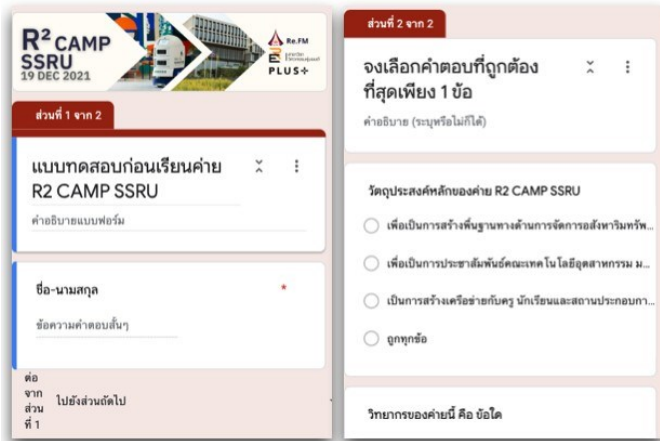 R² CAMP
SSRU
19 DEC 2021
Re.FM
PLUS+
ส่วนที่ 1 จาก 2
แบบทดสอบก่อนเรียนค่าย
R2 CAMP SSRU
คำอธิบายแบบฟอร์ม
ชื่อ-นามสกุล *
ข้อความคำตอบสั้นๆ
ต่อ
จาก
ส่วน
ที่ 1
ไปยังส่วนถัดไป
ส่วนที่ 2 จาก 2
จงเลือกคำตอบที่ถูกต้อง
ที่สุดเพียง 1 ข้อ
คำอธิบาย (ระบุหรือไม่ก็ได้)
วัตถุประสงค์หลักของค่าย R2 CAMP SSRU
เพื่อเป็นการสร้างพื้นฐานทางด้านการจัดการอสังหาริมทรัพ...
เพื่อเป็นการประชาสัมพันธ์คณะเทคโนโลยีอุตสาหกรรม ม...
เป็นการสร้างเครือข่ายกับครู นักเรียนและสถานประกอบกา...
ถูกทุกข้อ
วิทยากรของค่ายนี้ คือ ข้อใด